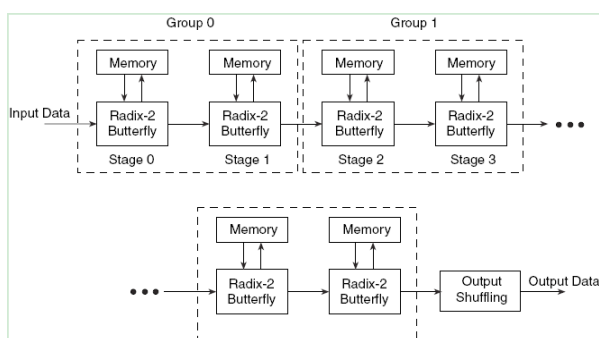 Group 0 Group 1
Memory Memory Memory Memory
Input Data
Radix-2 Butterfly
Radix-2 Butterfly
Radix-2 Butterfly
Radix-2 Butterfly
Stage 0 Stage 1 Stage 2 Stage 3
Memory Memory
Radix-2 Butterfly
Radix-2 Butterfly
Output Shuffling
Output Data